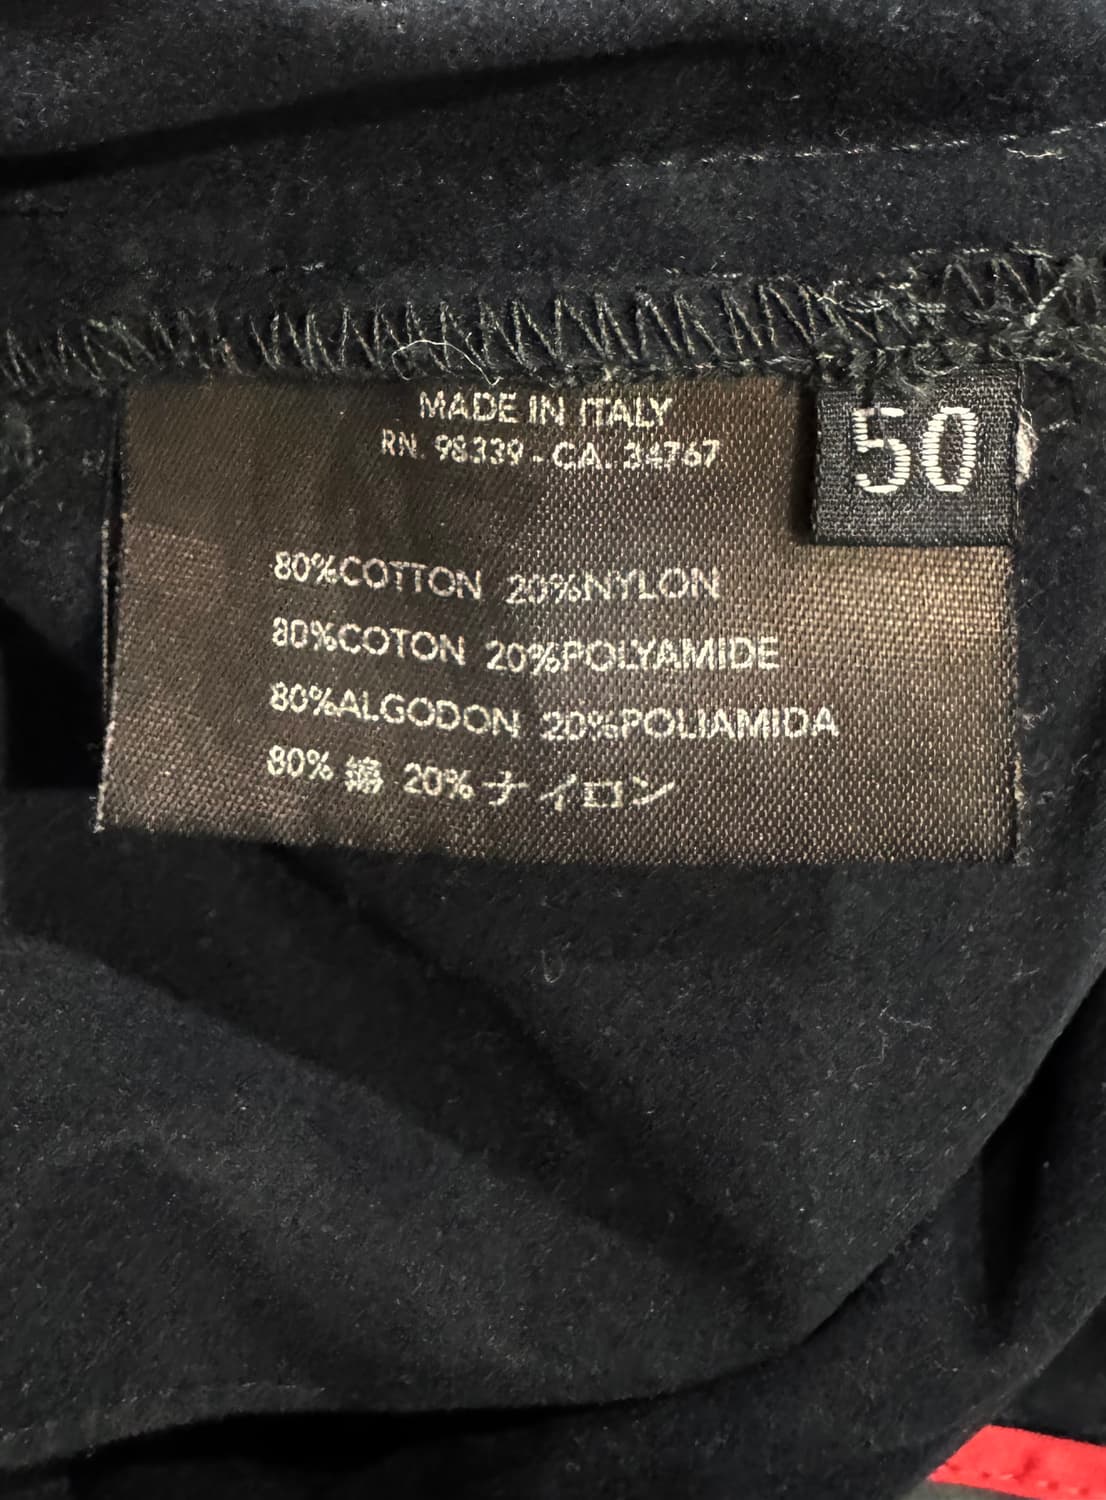 MADE IN ITALY
RN. 98339 - CA. 34767
50
80%COTTON 20%NYLON
80%COTON 20%POLYAMIDE
80%ALGODON 20%POLIAMIDA
80% 綿 20% ナイロン